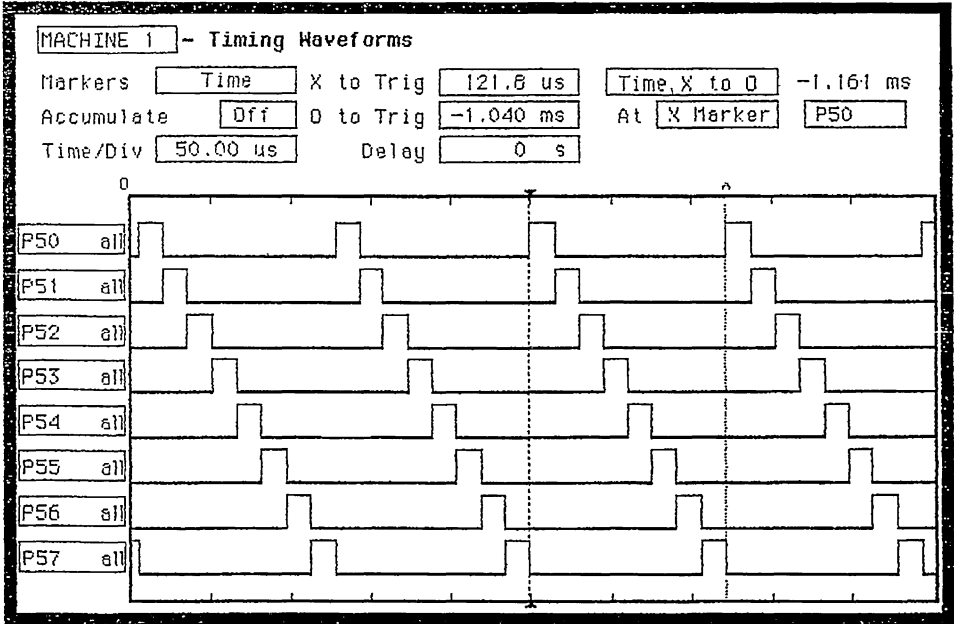 MACHINE 1 - Timing Waveforms
Markers Time X to Trig 121.8 us Time, X to O -1.161 ms
Accumulate Off O to Trig -1.040 ms At X Marker P50
Time/Div 50.00 us Delay 0 s
0
P50 all
P51 all
P52 all
P53 all
P54 all
P55 all
P56 all
P57 all